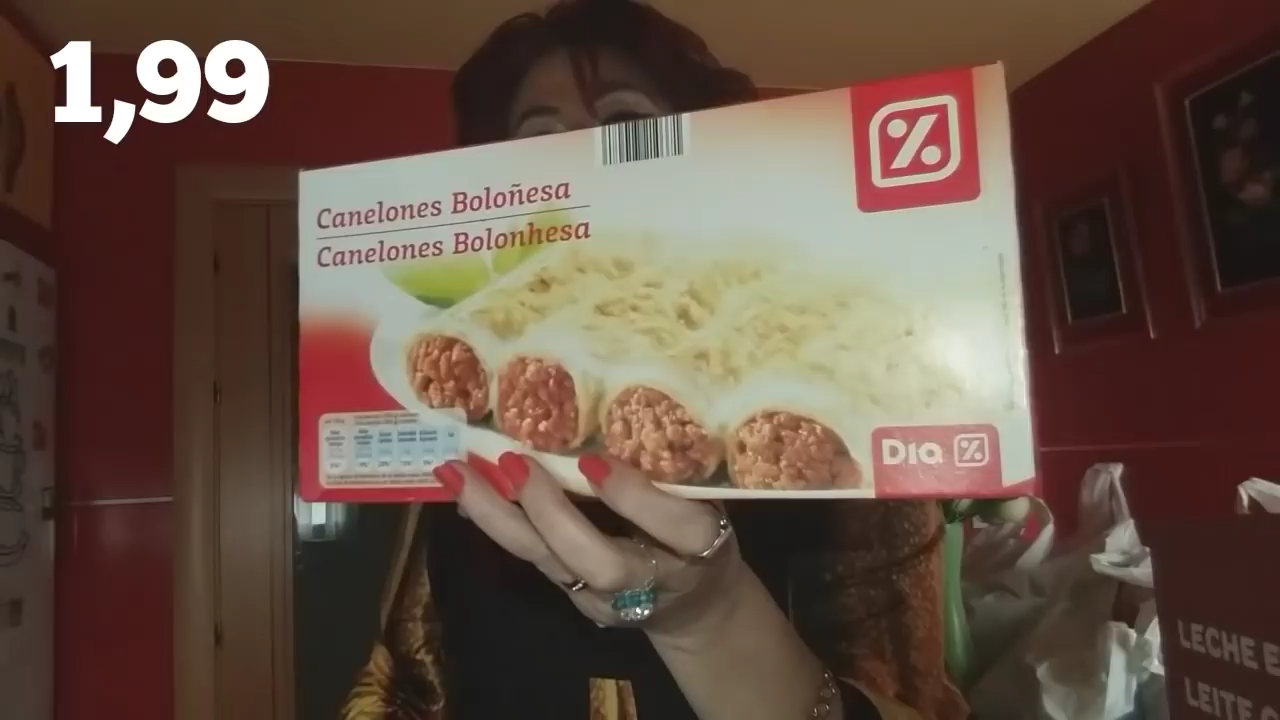 1,99
Canelones Boloñesa
Canelones Bolonhesa
Dia
LECHE E
LEITE